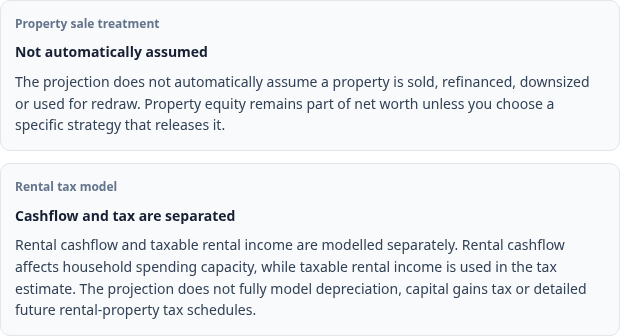 Property sale treatment
Not automatically assumed
The projection does not automatically assume a property is sold, refinanced, downsized
or used for redraw. Property equity remains part of net worth unless you choose a
specific strategy that releases it.
Rental tax model
Cashflow and tax are separated
Rental cashflow and taxable rental income are modelled separately. Rental cashflow
affects household spending capacity, while taxable rental income is used in the tax
estimate. The projection does not fully model depreciation, capital gains tax or detailed
future rental-property tax schedules.